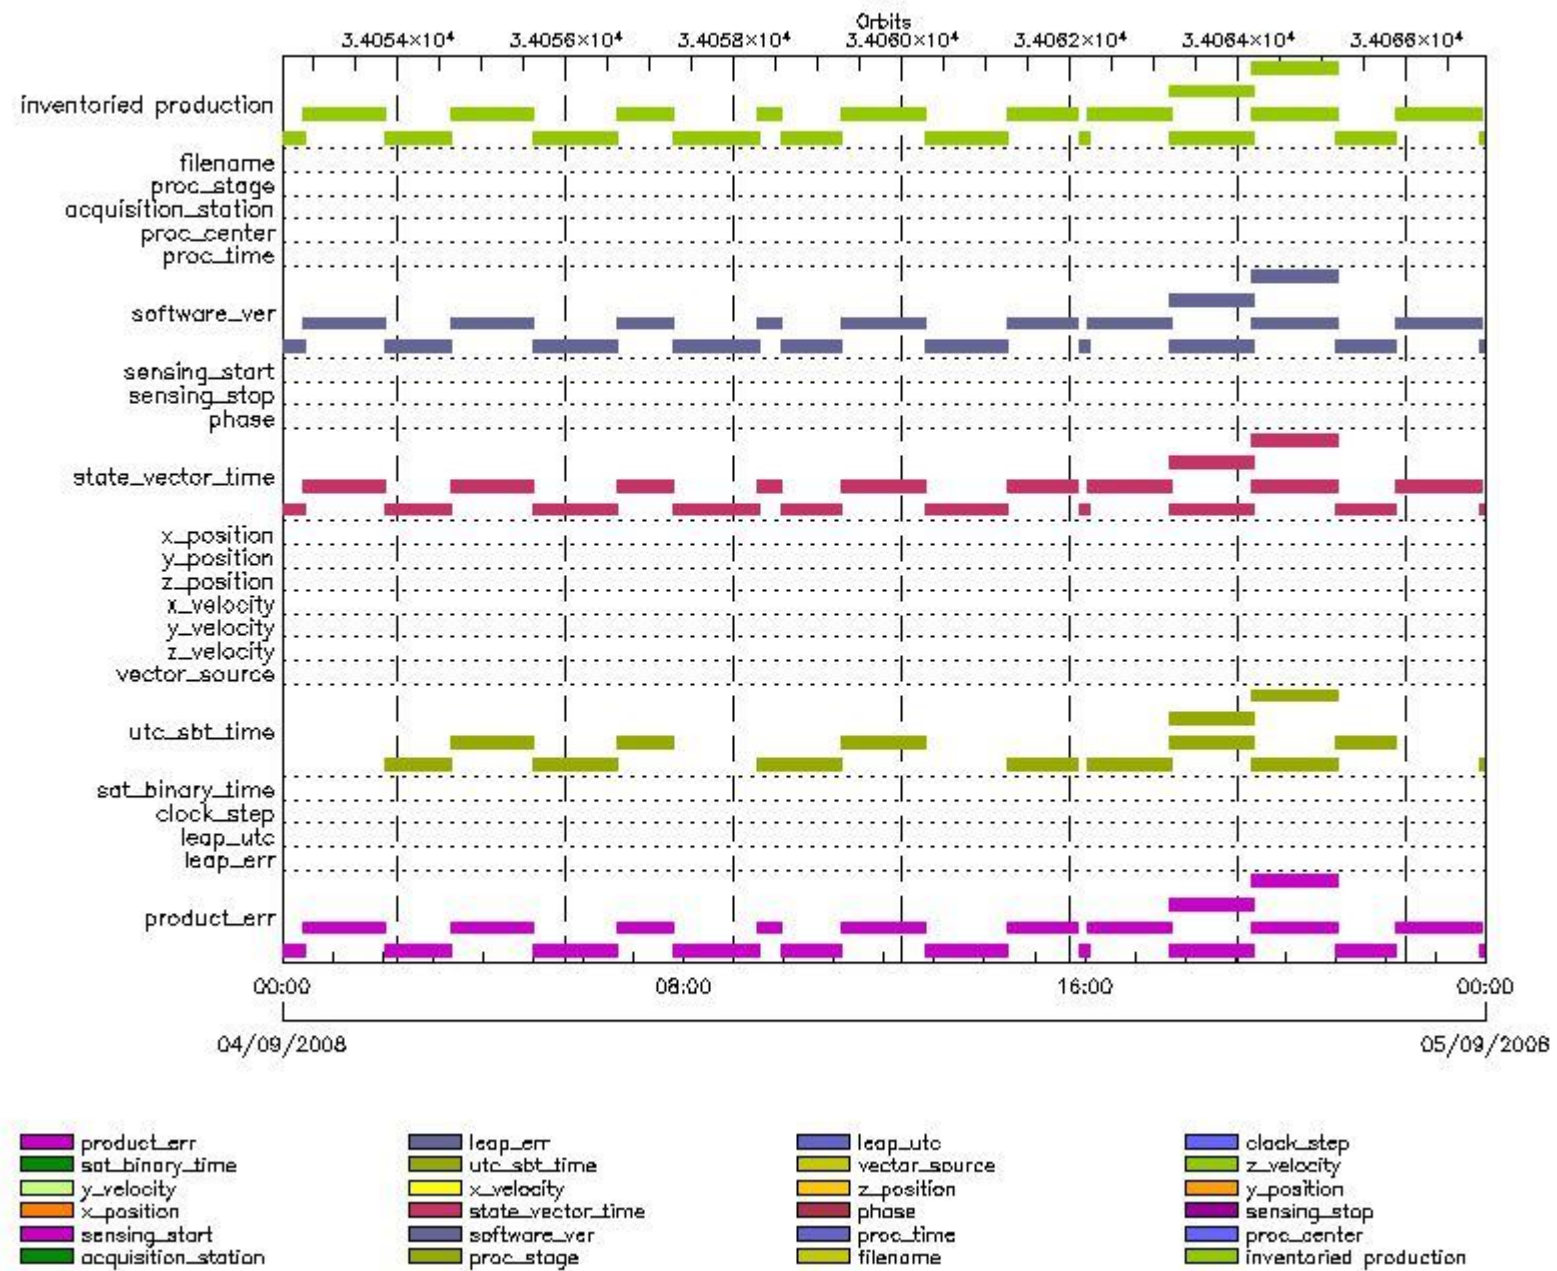 Orbits
3.4054×10⁴ 3.4056×10⁴ 3.4058×10⁴ 3.4060×10⁴ 3.4062×10⁴ 3.4064×10⁴ 3.4066×10⁴
inventoried production
filename
proc_stage
acquisition_station
proc_center
proc_time
software_ver
sensing_start
sensing_stop
phase
state_vector_time
x_position
y_position
z_position
x_velocity
y_velocity
z_velocity
vector_source
utc_sbt_time
sat_binary_time
clock_step
leap_utc
leap_err
product_err
00:00 08:00 16:00 00:00
04/09/2008 05/09/2008
product_err leap_err leap_utc clock_step
sat_binary_time utc_sbt_time vector_source z_velocity
y_velocity x_velocity z_position y_position
x_position state_vector_time phase sensing_stop
sensing_start software_ver proc_time proc_center
acquisition_station proc_stage filename inventoried production